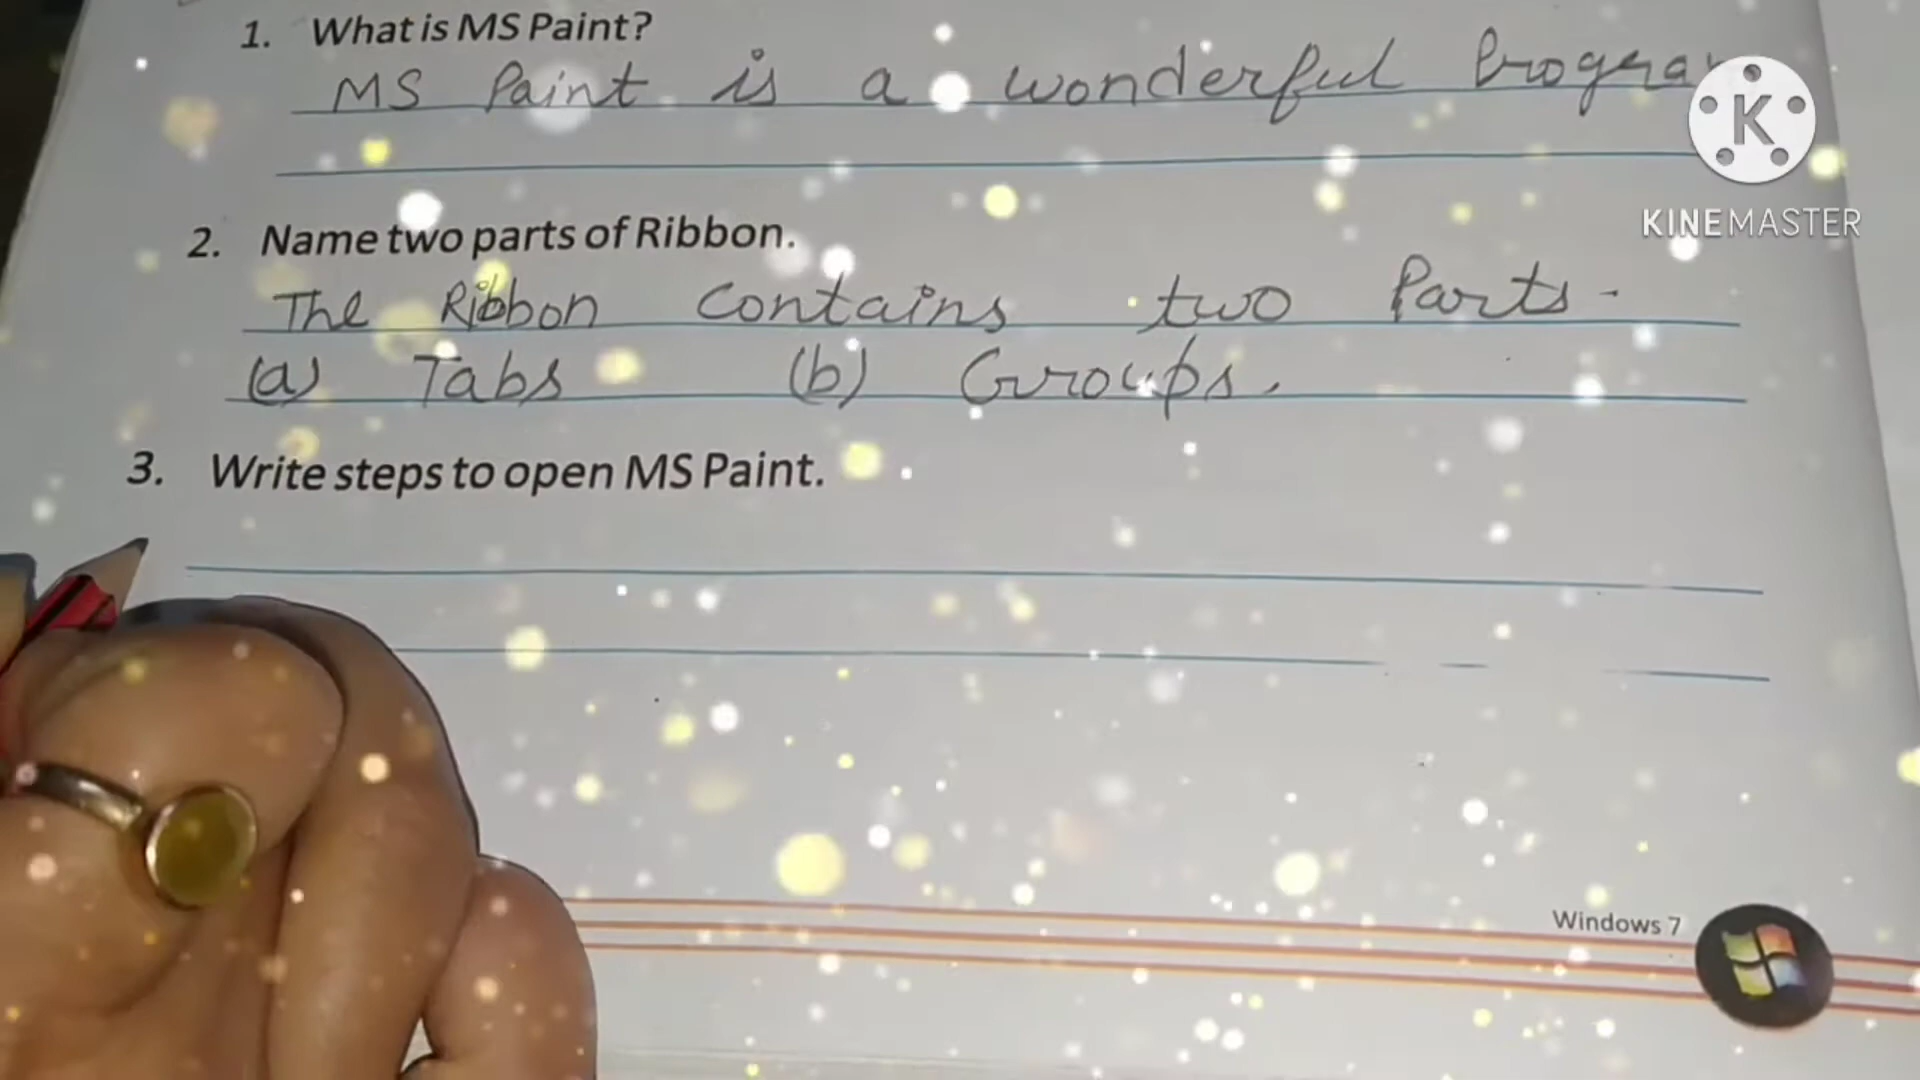 1. What is MS Paint?
MS Paint is a wonderful
KINEMASTER
2. Name two parts of Ribbon.
The Ribbon contains two Parts.
(a) Tabs (b) Groups.
3. Write steps to open MS Paint.
Windows 7